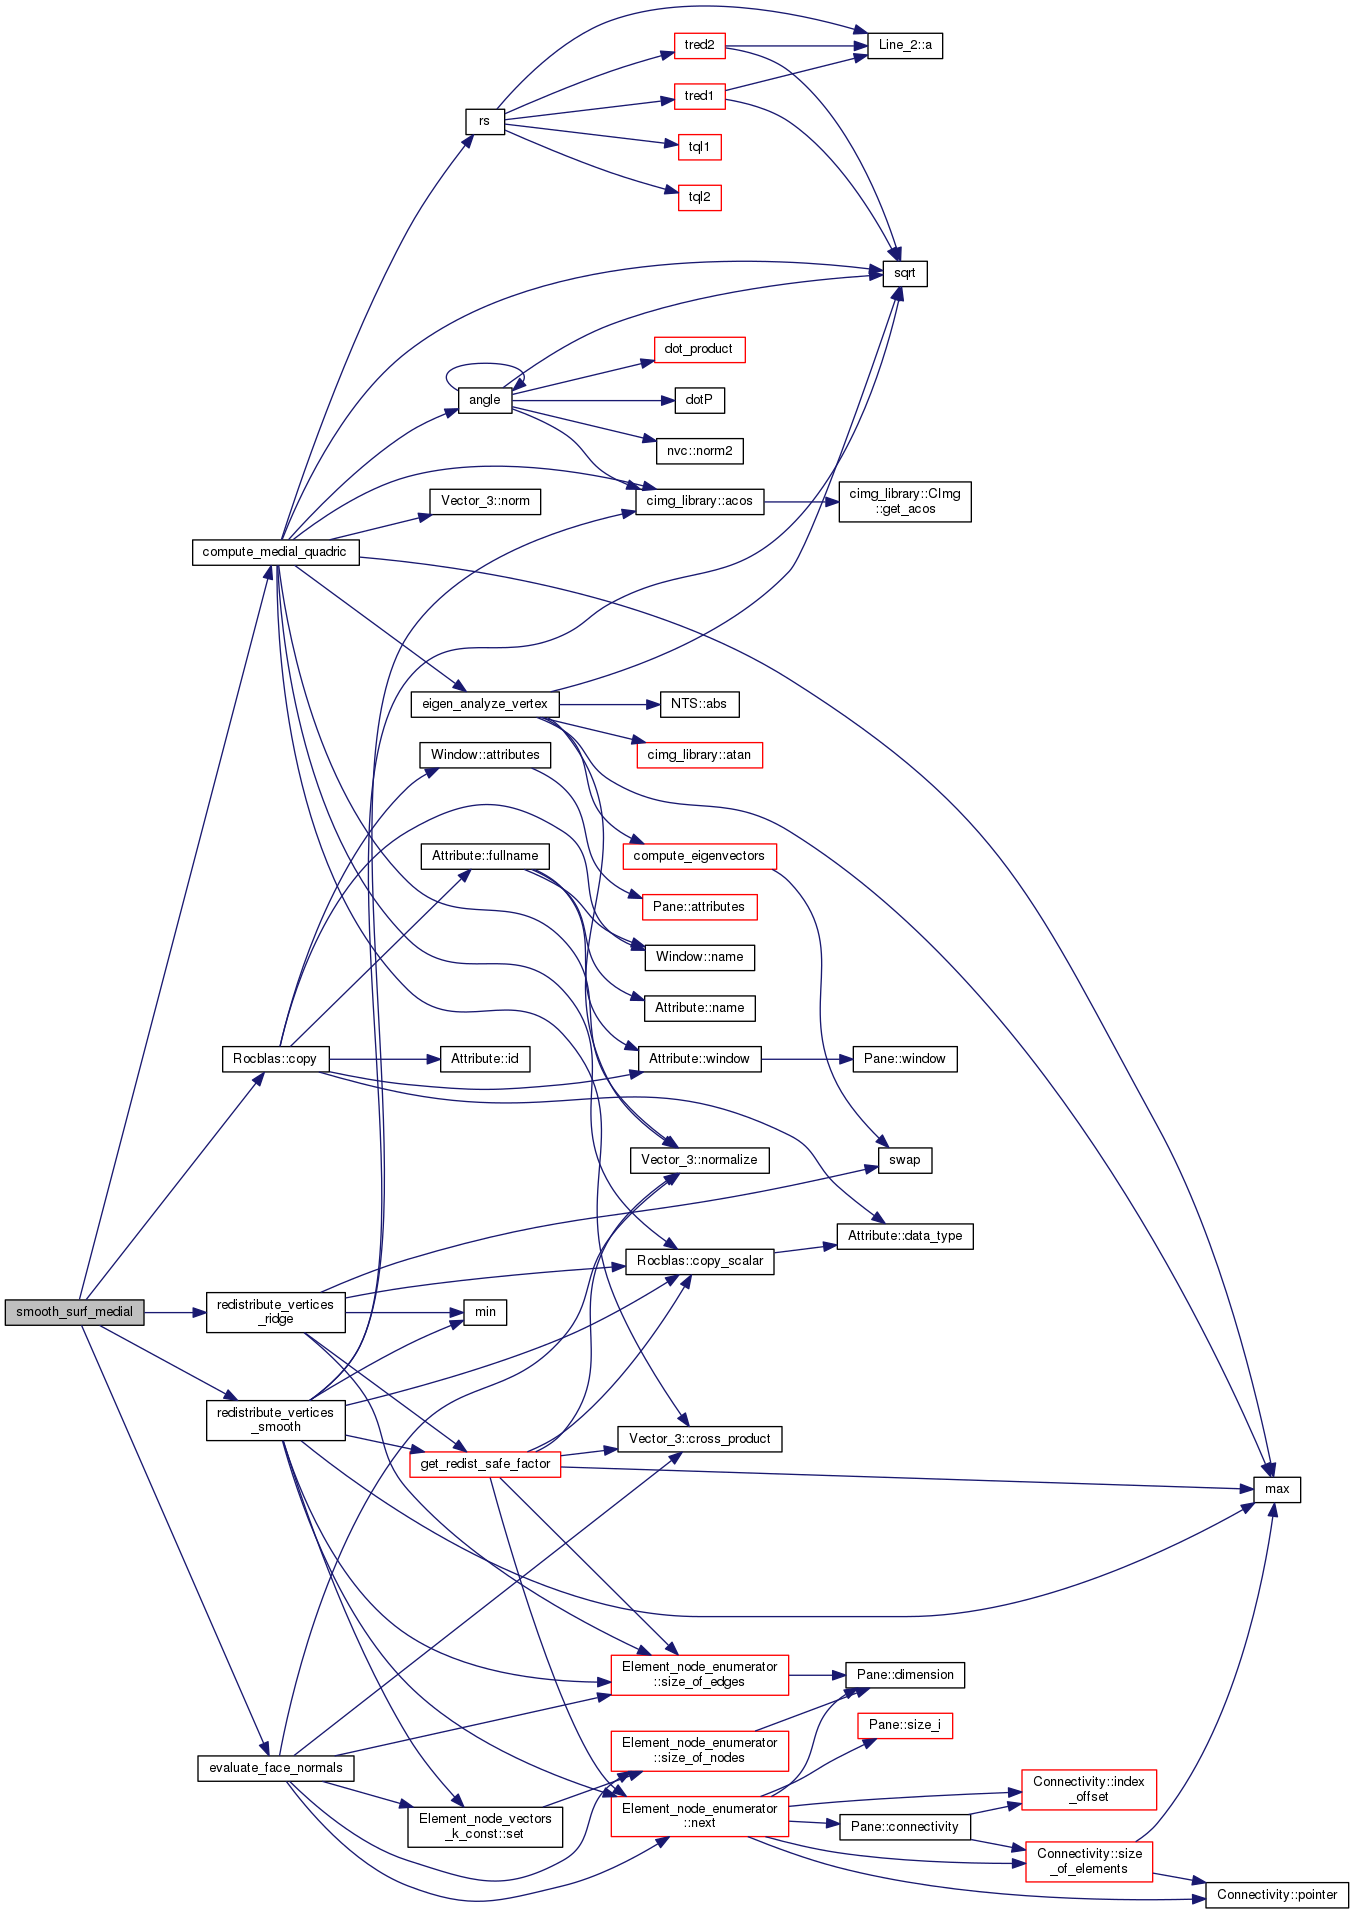 tred2
Line_2::a
tred1
rs
tql1
tql2
sqrt
dot_product
angle
dotP
nvc::norm2
Vector_3::norm
cimg_library::acos
cimg_library::CImg
::get_acos
compute_medial_quadric
eigen_analyze_vertex
NTS::abs
Window::attributes
cimg_library::atan
Attribute::fullname
compute_eigenvectors
Pane::attributes
Window::name
Attribute::name
Rocblas::copy
Attribute::id
Attribute::window
Pane::window
Vector_3::normalize
swap
Attribute::data_type
Rocblas::copy_scalar
smooth_surf_medial
redistribute_vertices
_ridge
min
redistribute_vertices
_smooth
Vector_3::cross_product
get_redist_safe_factor
max
Element_node_enumerator
::size_of_edges
Pane::dimension
Pane::size_i
Element_node_enumerator
::size_of_nodes
evaluate_face_normals
Connectivity::index
_offset
Element_node_vectors
_k_const::set
Element_node_enumerator
::next
Pane::connectivity
Connectivity::size
_of_elements
Connectivity::pointer